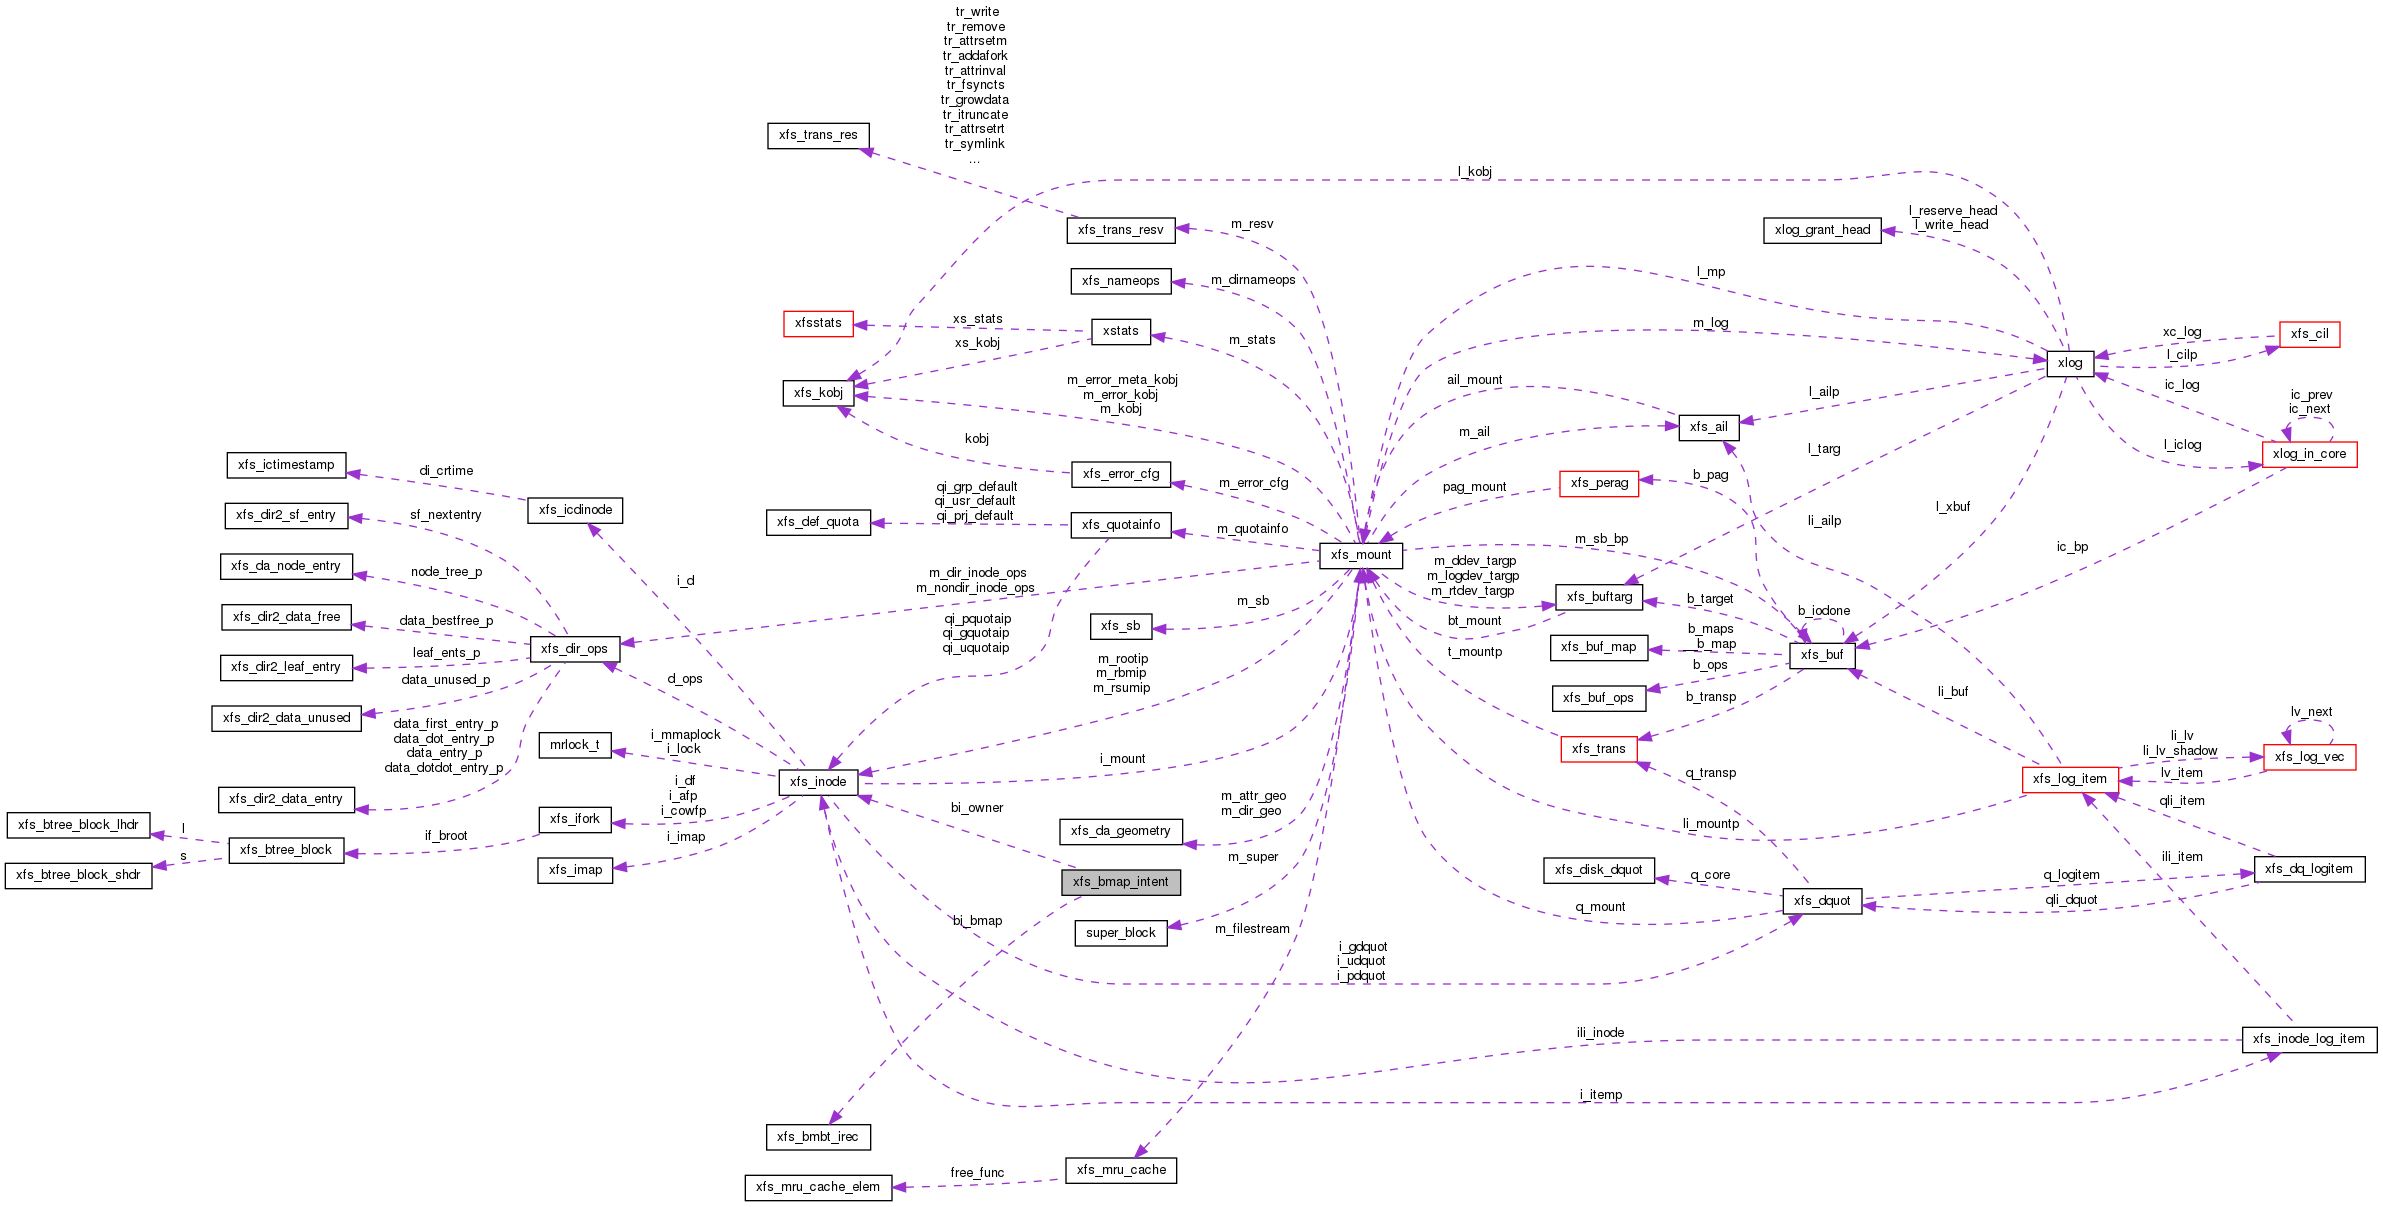 tr_write
tr_remove
tr_attrsetm
tr_addafork
tr_attrinval
tr_fsyncts
tr_growdata
tr_itruncate
tr_attrsetrt
tr_symlink
...
xfs_trans_res
l_kobj
l_reserve_head
l_write_head
m_resv
xfs_trans_resv
xlog_grant_head
l_mp
m_dirnameops
xfs_nameops
xfsstats
xs_stats
xstats
m_stats
m_log
xc_log
xfs_cil
l_cilp
xlog
xs_kobj
xfs_kobj
m_error_meta_kobj
m_error_kobj
m_kobj
ail_mount
l_ailp
ic_log
ic_prev
ic_next
kobj
m_ail
xfs_ail
l_targ
l_iclog
xlog_in_core
xfs_ictimestamp
di_crtime
xfs_error_cfg
m_error_cfg
pag_mount
xfs_perag
b_pag
xfs_icdinode
xfs_dir2_sf_entry
sf_nextentry
qi_grp_default
qi_usr_default
qi_prj_default
xfs_def_quota
xfs_quotainfo
m_quotainfo
li_ailp
l_xbuf
ic_bp
m_sb_bp
xfs_mount
xfs_da_node_entry
node_tree_p
i_d
m_dir_inode_ops
m_nondir_inode_ops
m_ddev_targp
m_logdev_targp
m_rtdev_targp
xfs_buftarg
b_target
b_iodone
xfs_dir2_data_free
data_bestfree_p
m_sb
xfs_sb
bt_mount
xfs_buf_map
b_maps
__b_map
xfs_buf
xfs_dir_ops
qi_pquotaip
qi_gquotaip
qi_uquotaip
t_mountp
b_ops
xfs_dir2_leaf_entry
leaf_ents_p
m_rootip
m_rbmip
m_rsumip
data_unused_p
d_ops
xfs_buf_ops
b_transp
li_buf
xfs_dir2_data_unused
data_first_entry_p
data_dot_entry_p
data_entry_p
data_dotdot_entry_p
mrlock_t
i_mmaplock
i_lock
xfs_trans
lv_next
li_lv
li_lv_shadow
xfs_log_vec
lv_item
xfs_log_item
i_mount
xfs_inode
q_transp
xfs_dir2_data_entry
i_df
i_afp
i_cowfp
bi_owner
m_attr_geo
m_dir_geo
qli_item
xfs_btree_block_lhdr
l
if_broot
xfs_ifork
xfs_da_geometry
li_mountp
xfs_btree_block
i_imap
s
xfs_btree_block_shdr
xfs_imap
m_super
ili_item
xfs_bmap_intent
xfs_disk_dquot
q_core
q_logitem
xfs_dq_logitem
xfs_dquot
qli_dquot
q_mount
bi_bmap
super_block
m_filestream
i_gdquot
i_udquot
i_pdquot
ili_inode
xfs_inode_log_item
i_itemp
xfs_bmbt_irec
free_func
xfs_mru_cache
xfs_mru_cache_elem